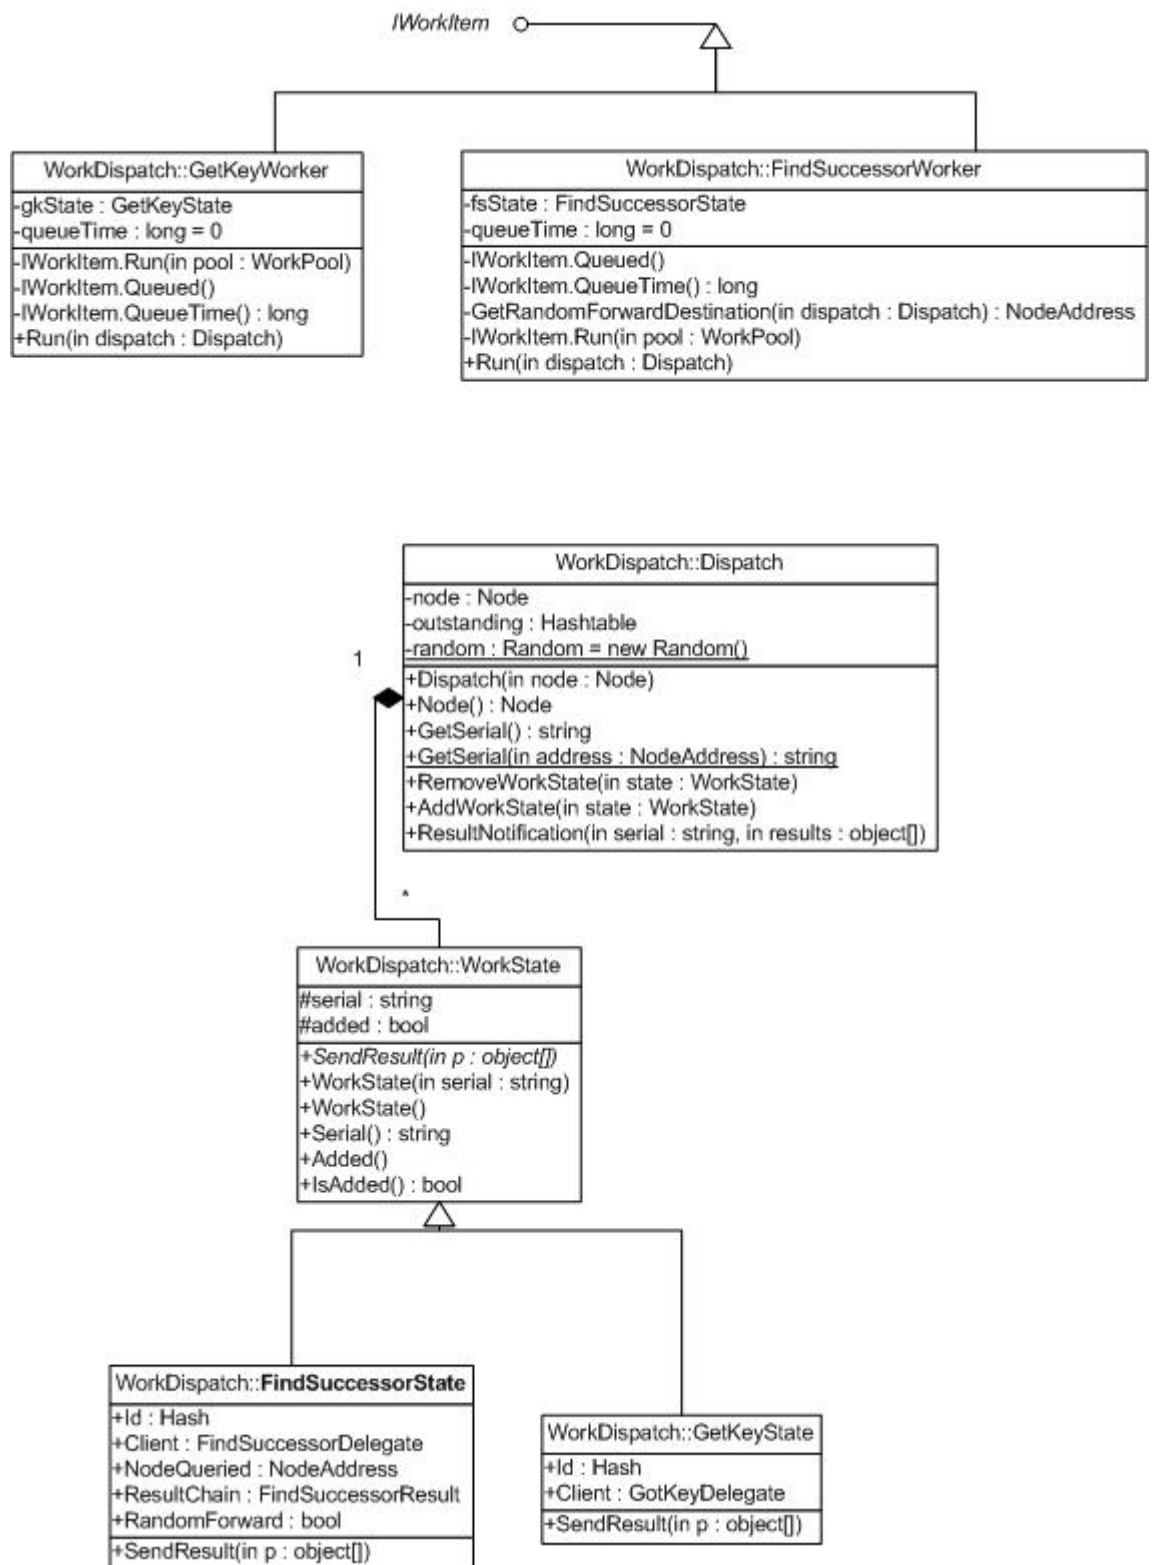 IWorkItem
WorkDispatch::GetKeyWorker
-gkState : GetKeyState
-queueTime : long = 0
-IWorkItem.Run(in pool : WorkPool)
-IWorkItem.Queued()
-IWorkItem.QueueTime() : long
+Run(in dispatch : Dispatch)
WorkDispatch::FindSuccessorWorker
-fsState : FindSuccessorState
-queueTime : long = 0
-IWorkItem.Queued()
-IWorkItem.QueueTime() : long
-GetRandomForwardDestination(in dispatch : Dispatch) : NodeAddress
-IWorkItem.Run(in pool : WorkPool)
+Run(in dispatch : Dispatch)
WorkDispatch::Dispatch
-node : Node
-outstanding : Hashtable
-random : Random = new Random()
1
+Dispatch(in node : Node)
+Node() : Node
+GetSerial() : string
+GetSerial(in address : NodeAddress) : string
+RemoveWorkState(in state : WorkState)
+AddWorkState(in state : WorkState)
+ResultNotification(in serial : string, in results : object[])
*
WorkDispatch::WorkState
#serial : string
#added : bool
+SendResult(in p : object[])
+WorkState(in serial : string)
+WorkState()
+Serial() : string
+Added()
+IsAdded() : bool
WorkDispatch::FindSuccessorState
+Id : Hash
+Client : FindSuccessorDelegate
+NodeQueried : NodeAddress
+ResultChain : FindSuccessorResult
+RandomForward : bool
+SendResult(in p : object[])
WorkDispatch::GetKeyState
+Id : Hash
+Client : GotKeyDelegate
+SendResult(in p : object[])